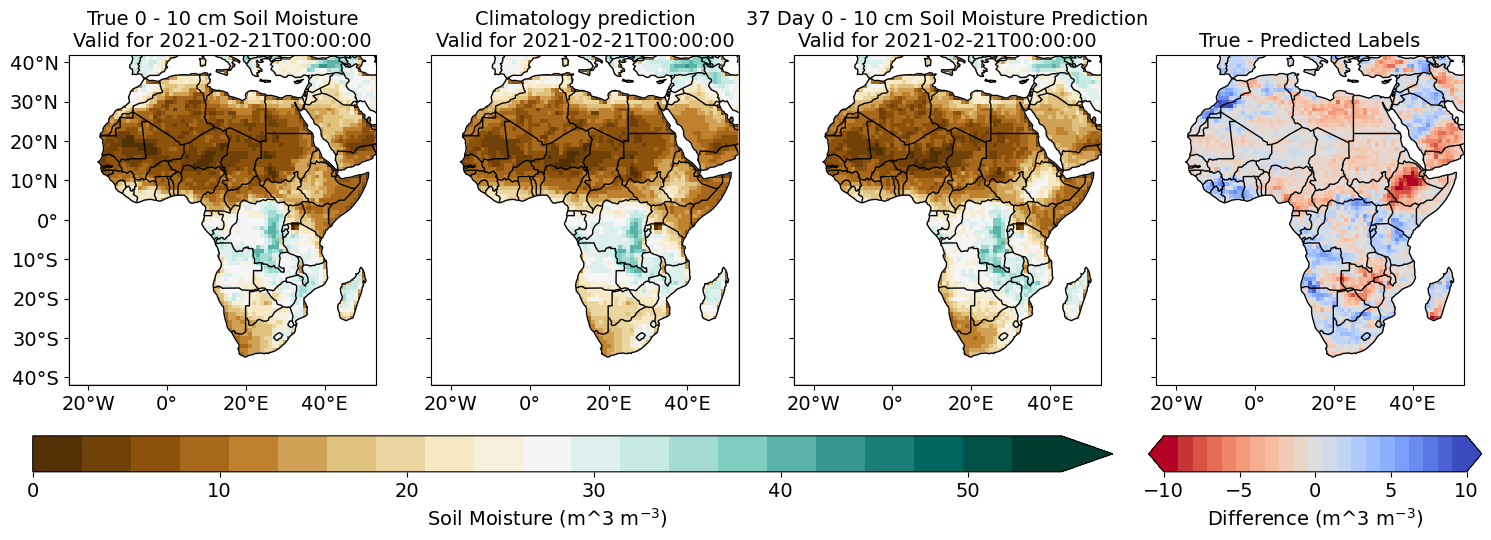 True 0 - 10 cm Soil Moisture
Valid for 2021-02-21T00:00:00
Climatology prediction
Valid for 2021-02-21T00:00:00
37 Day 0 - 10 cm Soil Moisture Prediction
Valid for 2021-02-21T00:00:00
True - Predicted Labels
40°N
30°N
20°N
10°N
0°
10°S
20°S
30°S
40°S
20°W 0° 20°E 40°E
20°W 0° 20°E 40°E
20°W 0° 20°E 40°E
20°W 0° 20°E 40°E
0 10 20 30 40 50
Soil Moisture (m^3 m⁻³)
−10 −5 0 5 10
Difference (m^3 m⁻³)